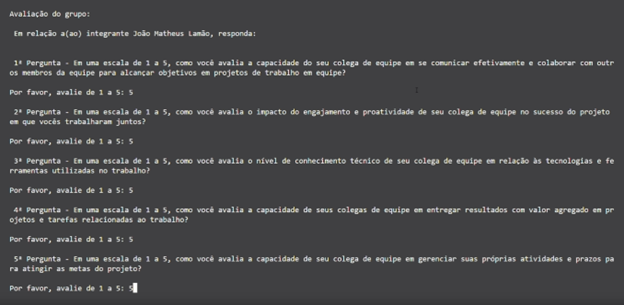 Avaliação do grupo:
Em relação a(ao) integrante João Matheus Lamão, responda:
1ª Pergunta - Em uma escala de 1 a 5, como você avalia a capacidade do seu colega de equipe em se comunicar efetivamente e colaborar com outr
os membros da equipe para alcançar objetivos em projetos de trabalho em equipe?
Por favor, avalie de 1 a 5: 5
2ª Pergunta - Em uma escala de 1 a 5, como você avalia o impacto do engajamento e proatividade de seu colega de equipe no sucesso do projeto
em que vocês trabalharam juntos?
Por favor, avalie de 1 a 5: 5
3ª Pergunta - Em uma escala de 1 a 5, como você avalia o nível de conhecimento técnico de seu colega de equipe em relação às tecnologias e fe
rramentas utilizadas no trabalho?
Por favor, avalie de 1 a 5: 5
4ª Pergunta - Em uma escala de 1 a 5, como você avalia a capacidade de seus colegas de equipe em entregar resultados com valor agregado em pr
ojetos e tarefas relacionadas ao trabalho?
Por favor, avalie de 1 a 5: 5
5ª Pergunta - Em uma escala de 1 a 5, como você avalia a capacidade de seu colega de equipe em gerenciar suas próprias atividades e prazos pa
ra atingir as metas do projeto?
Por favor, avalie de 1 a 5: 5